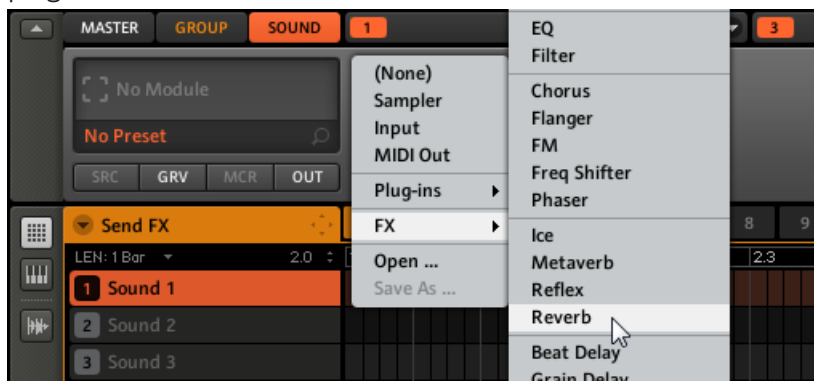 MASTER GROUP SOUND 1 3
No Module
No Preset
SRC GRV MCR OUT
(None)
Sampler
Input
MIDI Out
Plug-ins
FX
Open ...
Save As ...
EQ
Filter
Chorus
Flanger
FM
Freq Shifter
Phaser
Ice
Metaverb
Reflex
Reverb
Beat Delay
Grain Delay
Send FX 8 9
LEN: 1 Bar 2.0 2.3
1 Sound 1
2 Sound 2
3 Sound 3